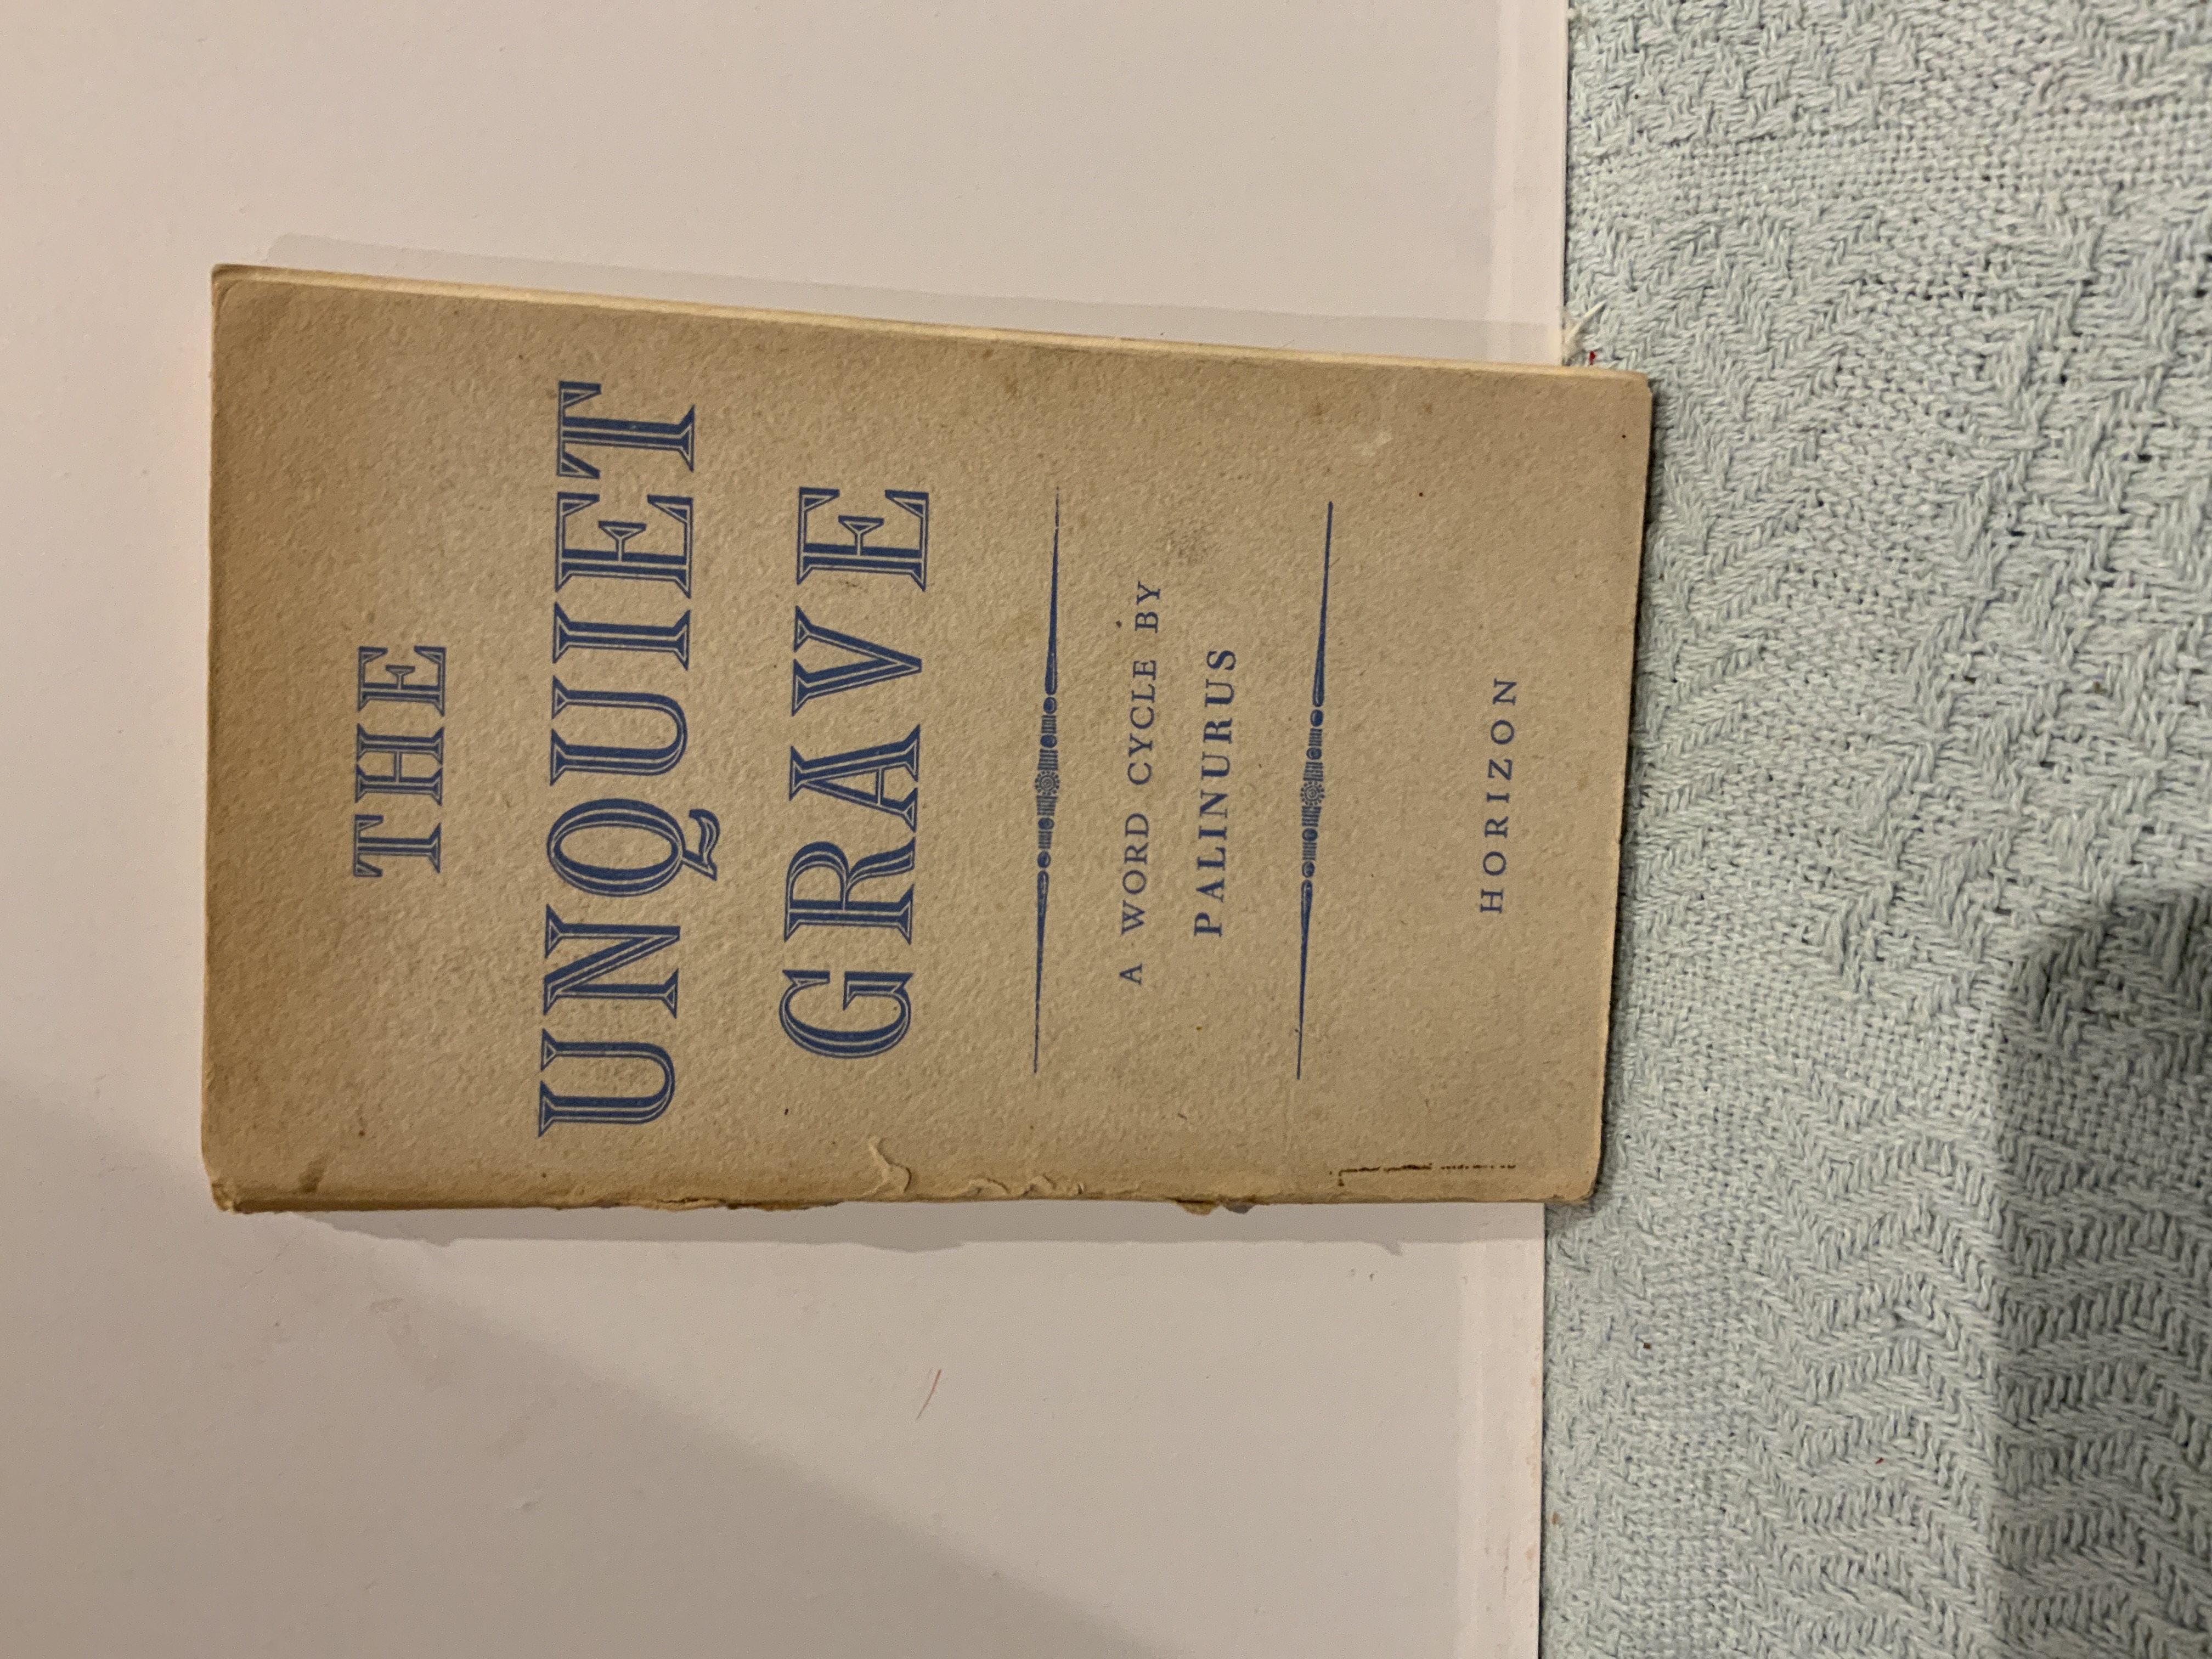 THE
UNQUIET
GRAVE
A WORD CYCLE BY
PALINURUS
HORIZON